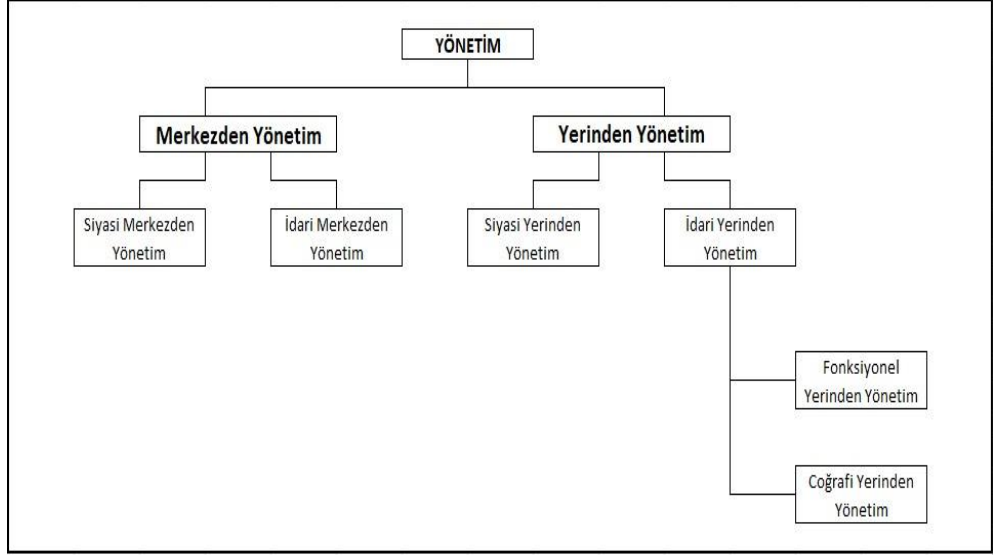 YÖNETİM
Merkezden Yönetim
Yerinden Yönetim
Siyasi Merkezden
Yönetim
İdari Merkezden
Yönetim
Siyasi Yerinden
Yönetim
İdari Yerinden
Yönetim
Fonksiyonel
Yerinden Yönetim
Coğrafi Yerinden
Yönetim